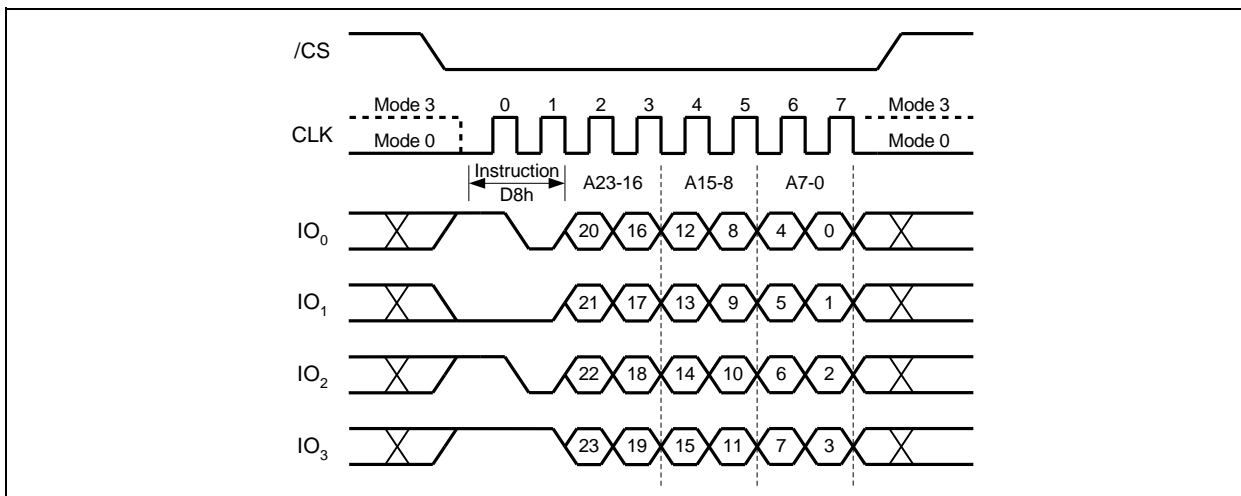 /CS
Mode 3 0 1 2 3 4 5 6 7 Mode 3
CLK
Mode 0 Mode 0
Instruction
D8h A23-16 A15-8 A7-0
IO0 20 16 12 8 4 0
IO1 21 17 13 9 5 1
IO2 22 18 14 10 6 2
IO3 23 19 15 11 7 3